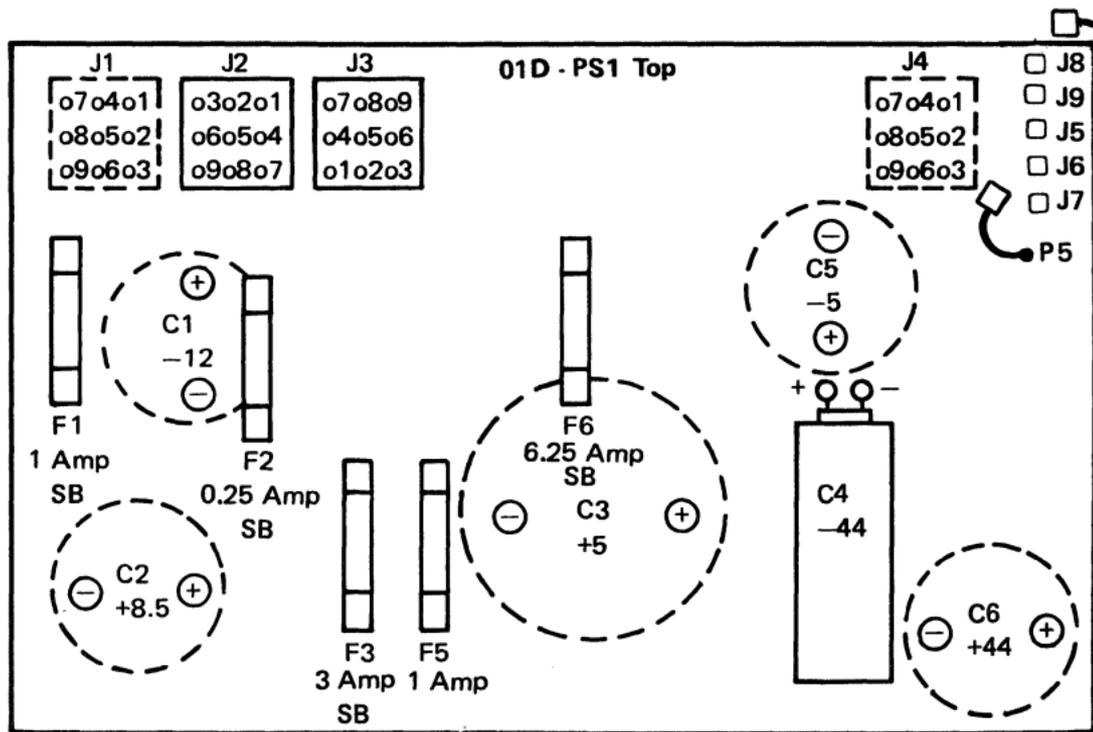 J1 J2 J3 01D - PS1 Top J4 J8
J9
J5
J6
J7
o7o4o1 o3o2o1 o7o8o9 o7o4o1
o8o5o2 o6o5o4 o4o5o6 o8o5o2
o9o6o3 o9o8o7 o1o2o3 o9o6o3
P5
+
C1
−12
−
−
C5
−5
+
+ −
F1
1 Amp
SB
F2
0.25 Amp
SB
F6
6.25 Amp
SB
− C3 +
+5
C4
−44
− C2 +
+8.5
− C6 +
+44
F3
3 Amp
SB
F5
1 Amp